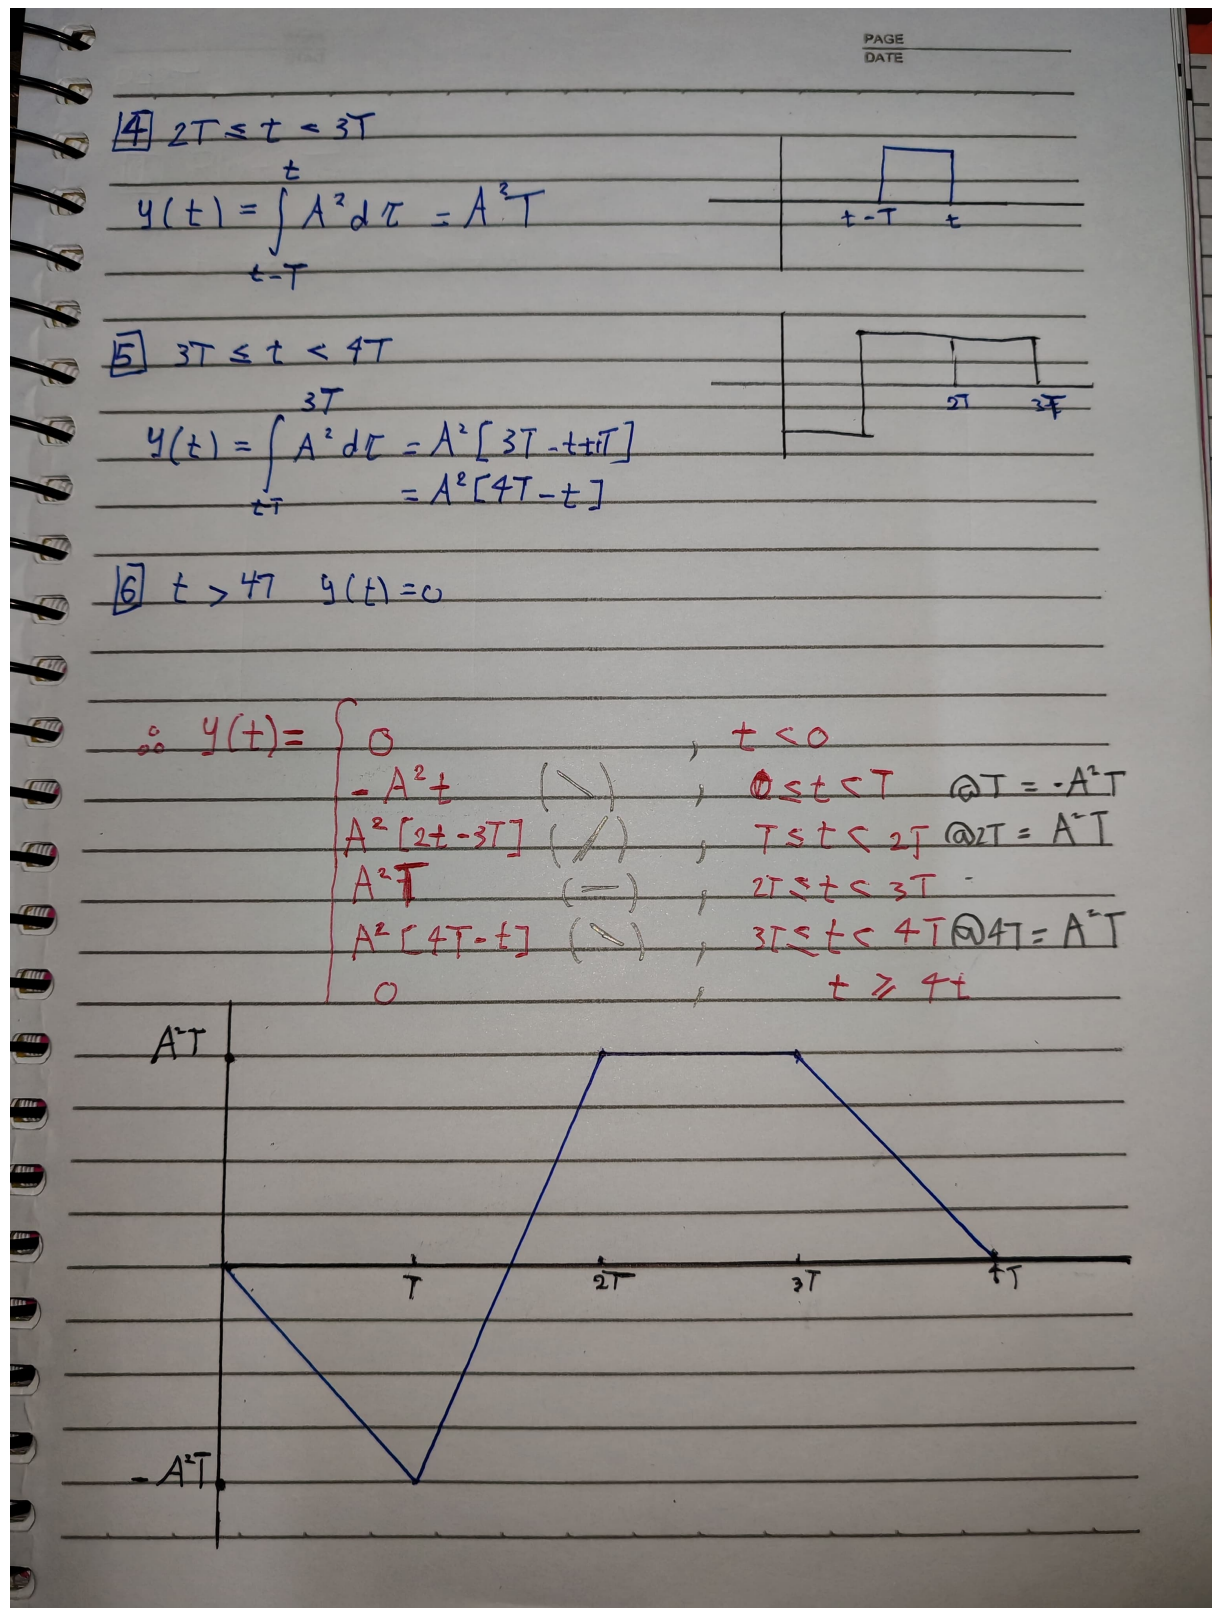 PAGE
DATE
4 2T ≤ t < 3T
t
y(t) = ∫ A²dτ = A²T
t-T
t-T t
5 3T ≤ t < 4T
3T
y(t) = ∫ A²dτ = A²[3T-t+T]
tT
= A²[4T-t]
2T 3T
6 t > 4T y(t)=0
∴ y(t)= { 0 , t < 0
-A²t (\) , 0 ≤ t < T @T = -A²T
A²[2t-3T] (/) , T ≤ t < 2T @2T = A²T
A²T (=) , 2T ≤ t < 3T
A²[4T-t] (\) , 3T ≤ t < 4T @4T = A²T
0 , t ≥ 4t
A²T
T 2T 3T 4T
-A²T